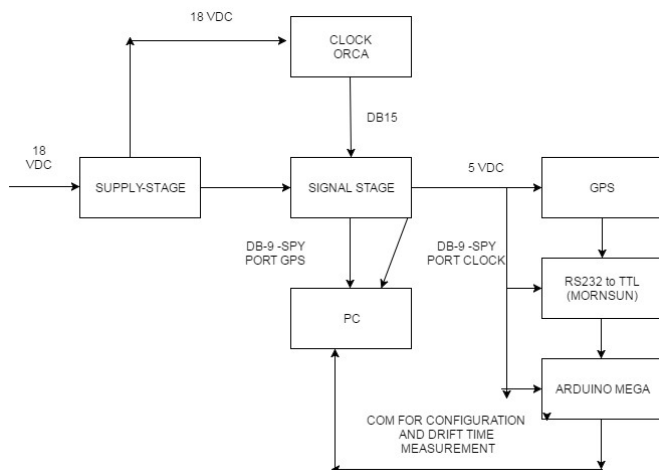 18 VDC
CLOCK
ORCA
DB15
18
VDC
SUPPLY-STAGE
SIGNAL STAGE
5 VDC
GPS
DB-9 -SPY
PORT GPS
DB-9 -SPY
PORT CLOCK
RS232 to TTL
(MORNSUN)
PC
ARDUINO MEGA
COM FOR CONFIGURATION
AND DRIFT TIME
MEASUREMENT